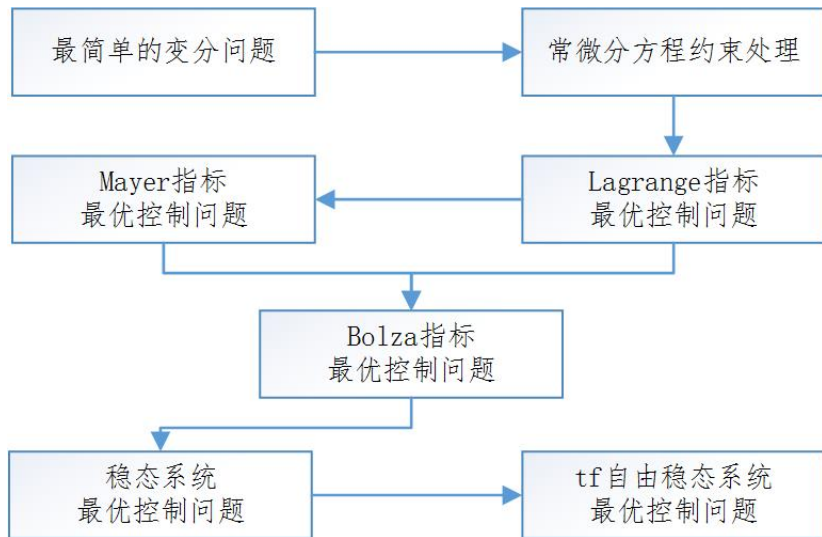 最简单的变分问题
常微分方程约束处理
Mayer指标
最优控制问题
Lagrange指标
最优控制问题
Bolza指标
最优控制问题
稳态系统
最优控制问题
tf自由稳态系统
最优控制问题